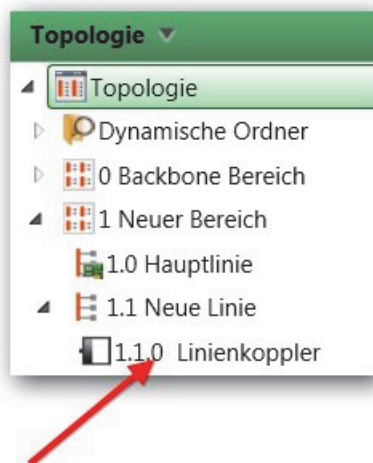 Topologie
Topologie
Dynamische Ordner
0 Backbone Bereich
1 Neuer Bereich
1.0 Hauptlinie
1.1 Neue Linie
1.1.0 Linienkoppler